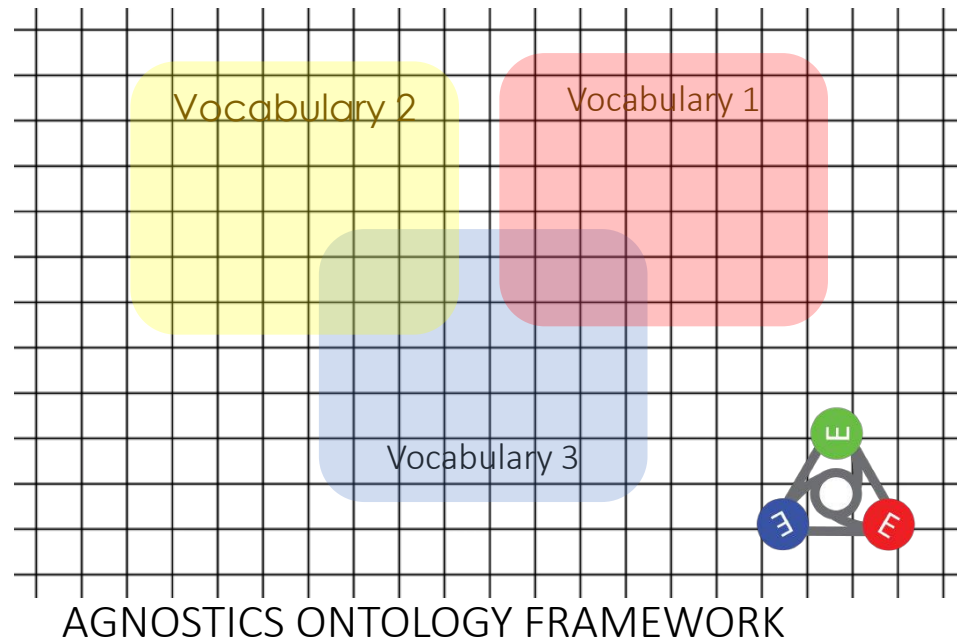 Vocabulary 2
Vocabulary 1
Vocabulary 3
E
E
E
AGNOSTICS ONTOLOGY FRAMEWORK